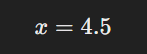 x = 4.5